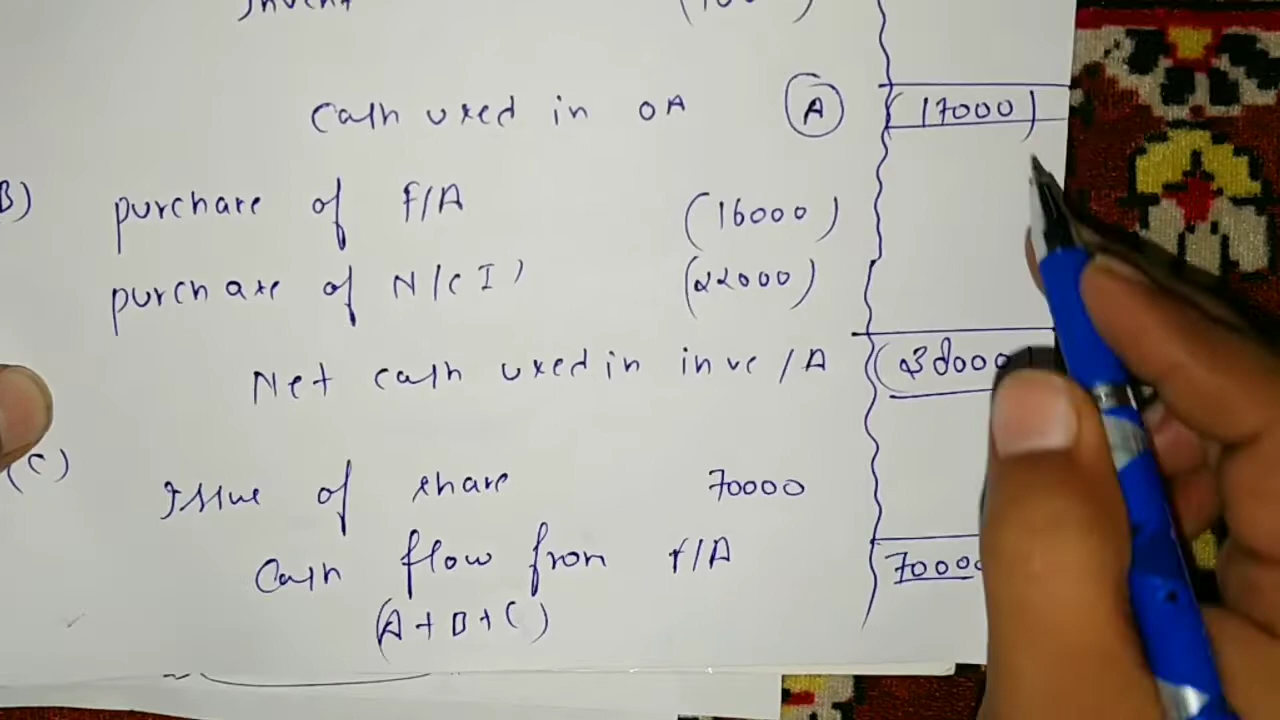 Cash used in OA (A) (17000)
B) purchase of F/A (16000)
purchase of N/C I) (22000)
Net cash used in inve/A (38000
(C)
Issue of share 70000
Cash flow from f/A 70000
(A+B+C)